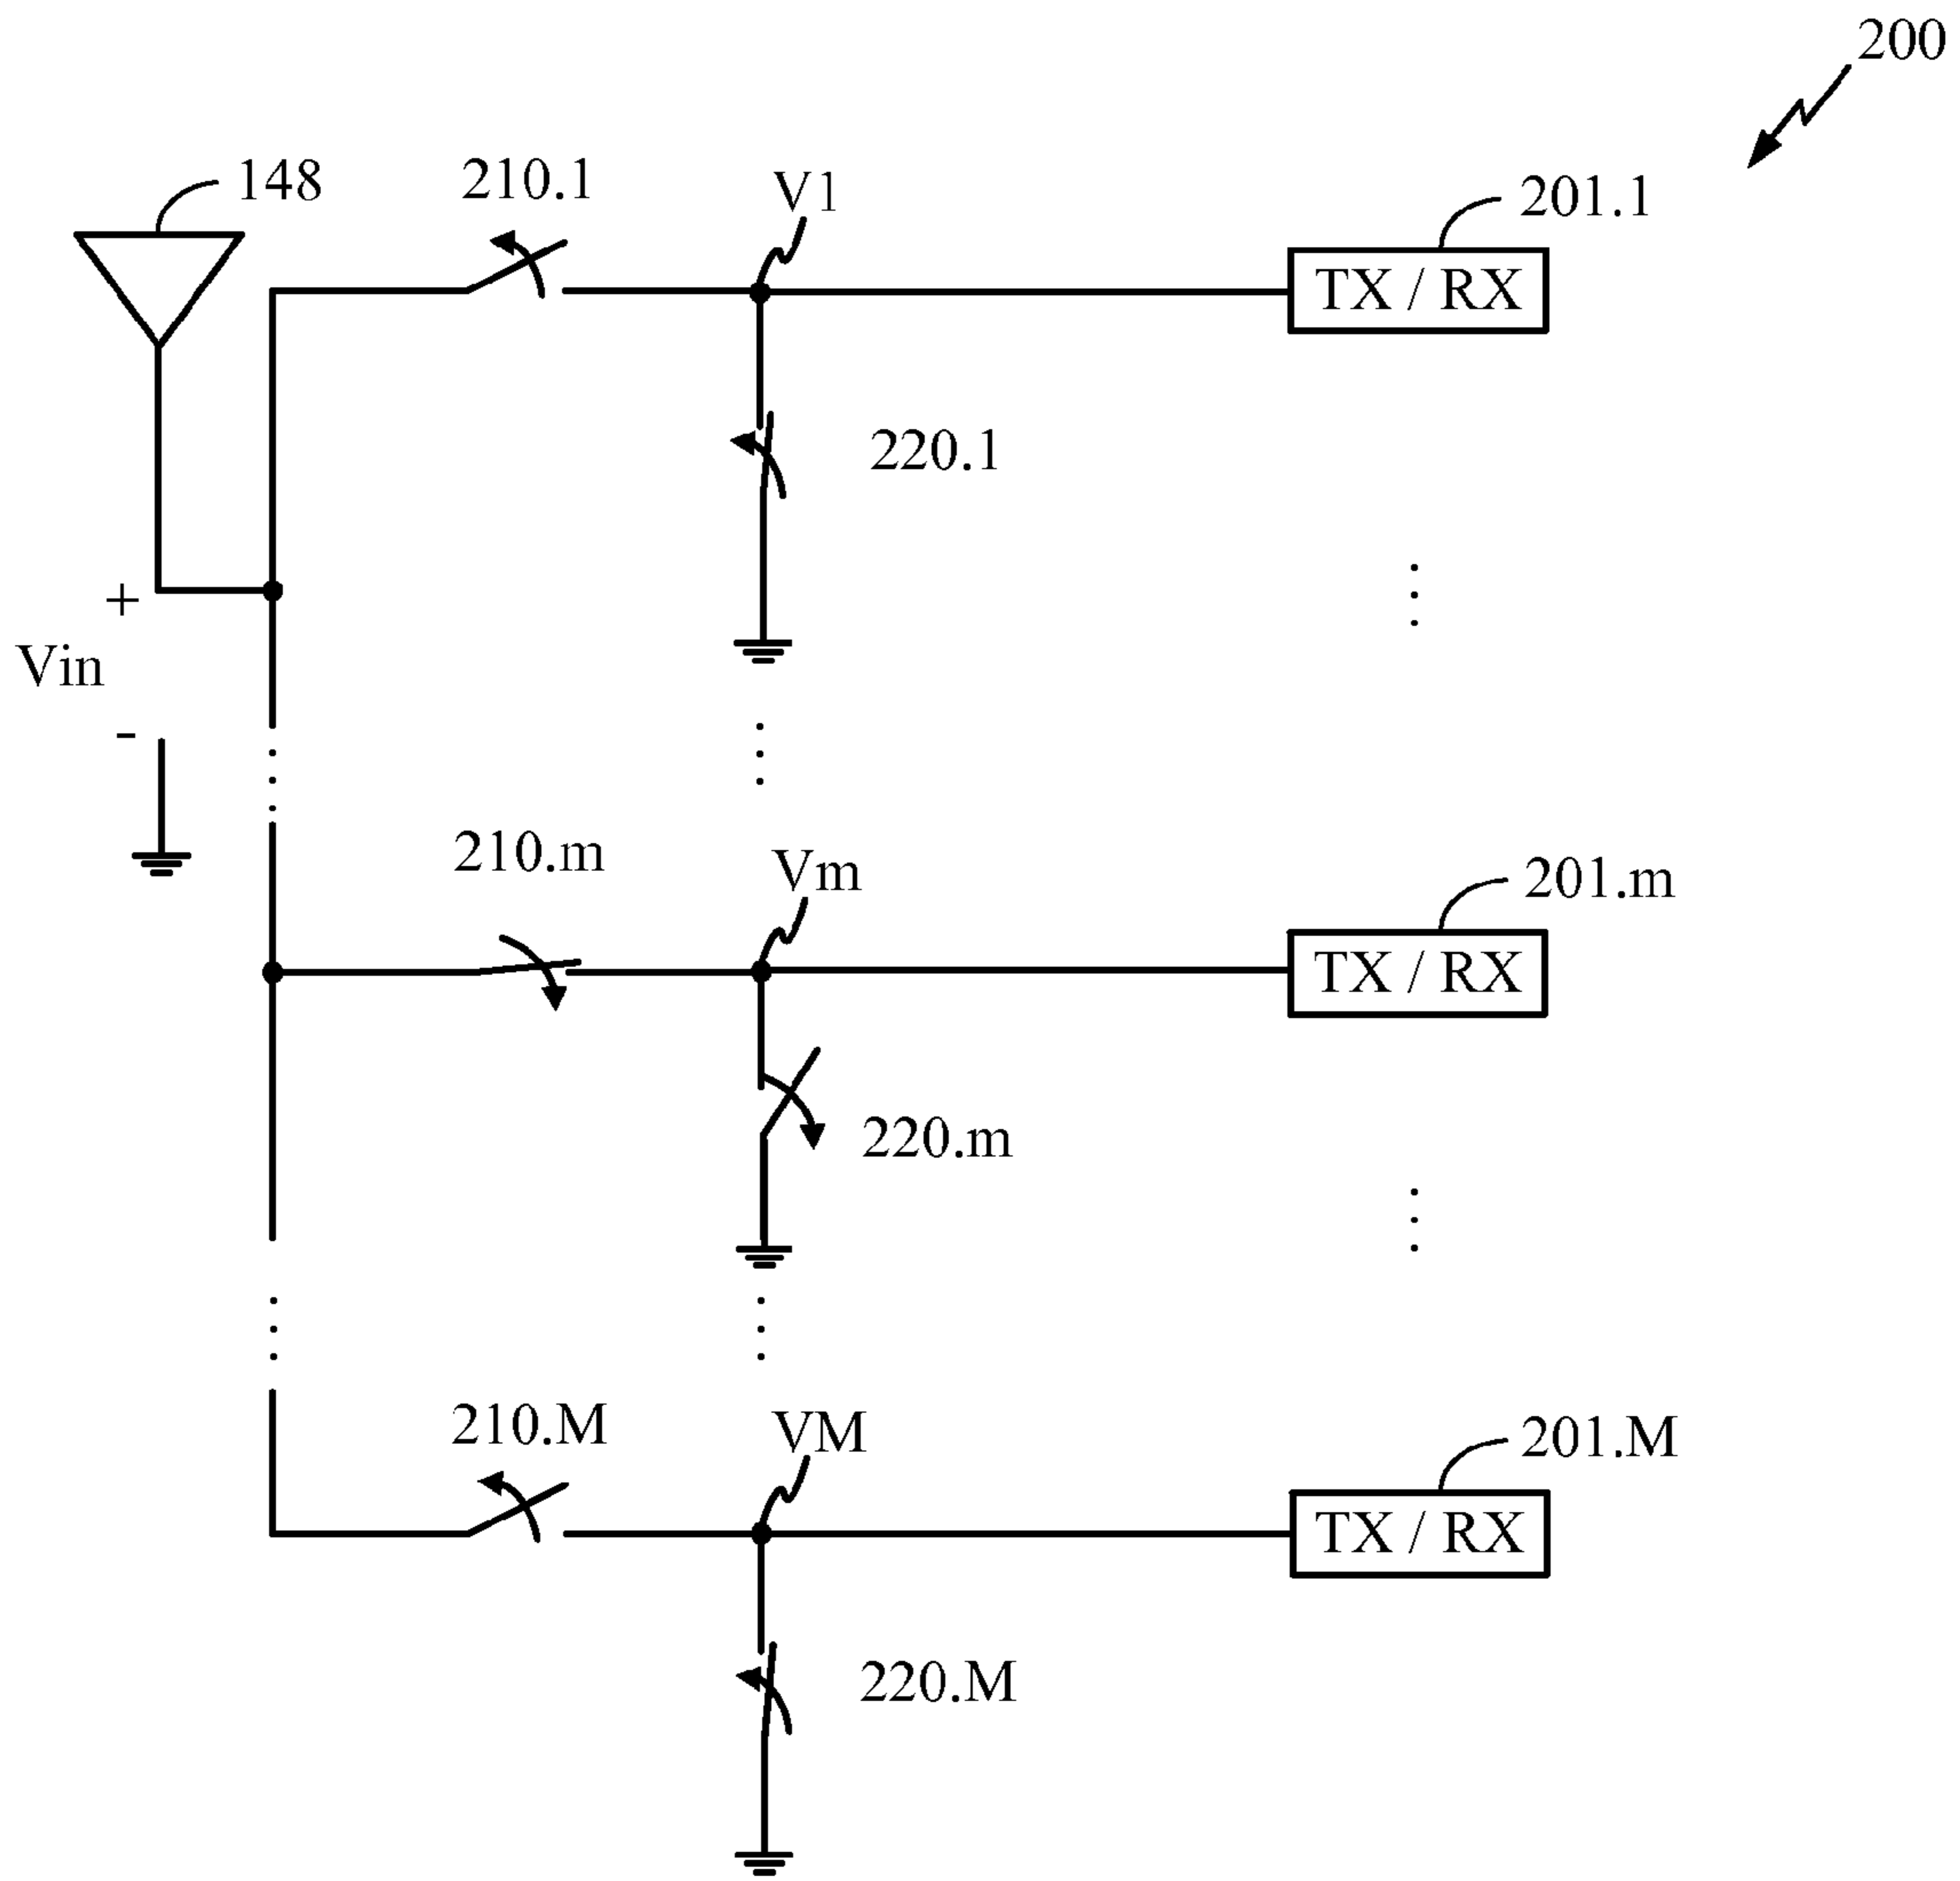 200
148
210.1
V1
201.1
TX / RX
220.1
+
Vin
-
210.m
Vm
201.m
TX / RX
220.m
210.M
VM
201.M
TX / RX
220.M